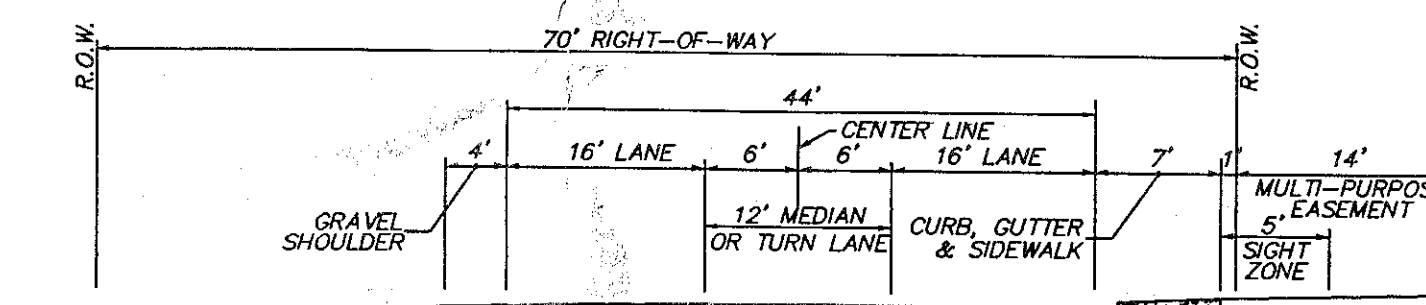 70' RIGHT-OF-WAY
R.O.W.
R.O.W.
44'
CENTER LINE
4'
16' LANE
6'
6'
16' LANE
7'
1'
14'
MULTI-PURPOS
EASEMENT
GRAVEL
SHOULDER
12' MEDIAN
OR TURN LANE
CURB, GUTTER
& SIDEWALK
5'
SIGHT
ZONE